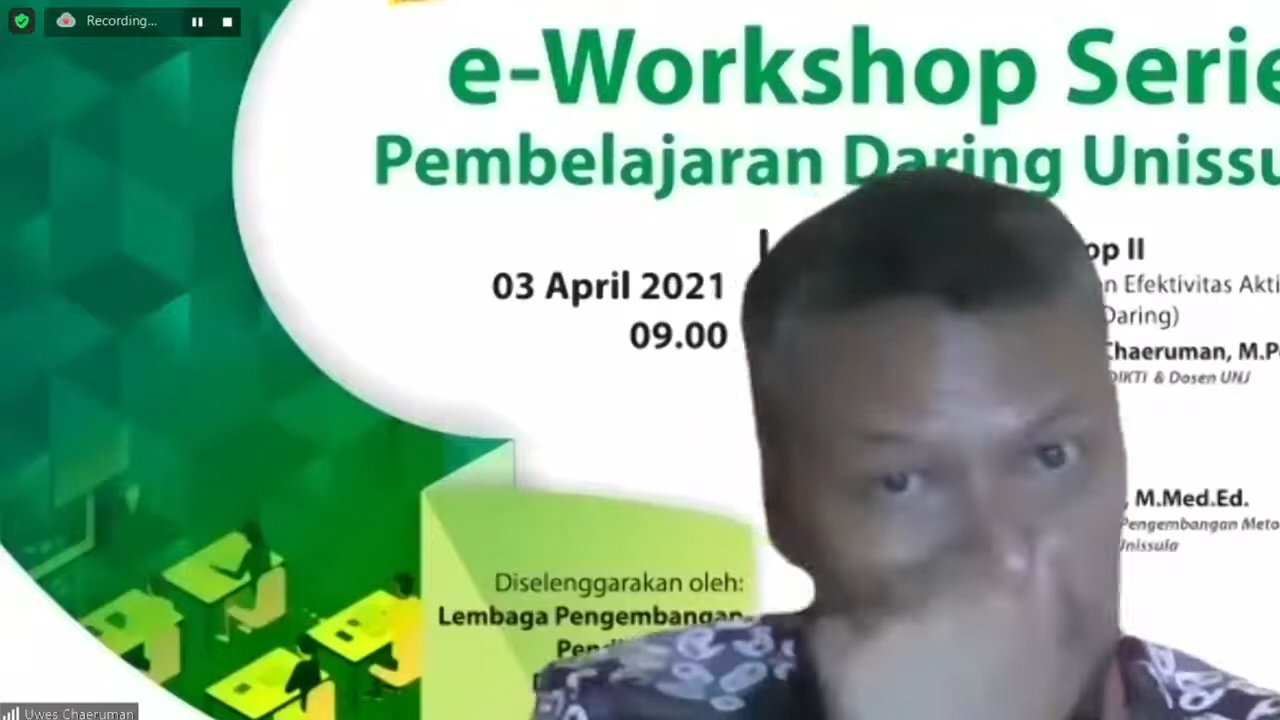 Recording...
e-Workshop Serie
Pembelajaran Daring Unissu
03 April 2021
09.00
op II
n Efektivitas Akti
Daring)
Chaeruman, M.P
DIKTI & Dosen UNJ
, M.Med.Ed.
Pengembangan Meto
Unissula
Diselenggarakan oleh:
Lembaga Pengembangan
Pen
Uwes Chaeruman